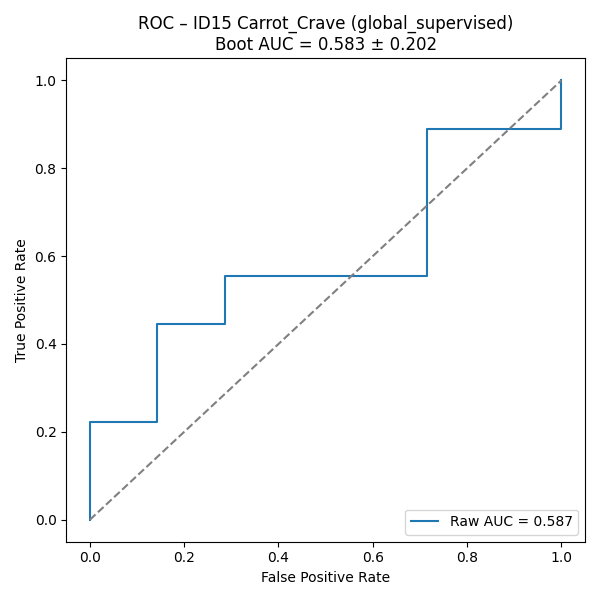 ROC – ID15 Carrot_Crave (global_supervised)
Boot AUC = 0.583 ± 0.202
True Positive Rate
1.0
0.8
0.6
0.4
0.2
0.0
Raw AUC = 0.587
0.0 0.2 0.4 0.6 0.8 1.0
False Positive Rate